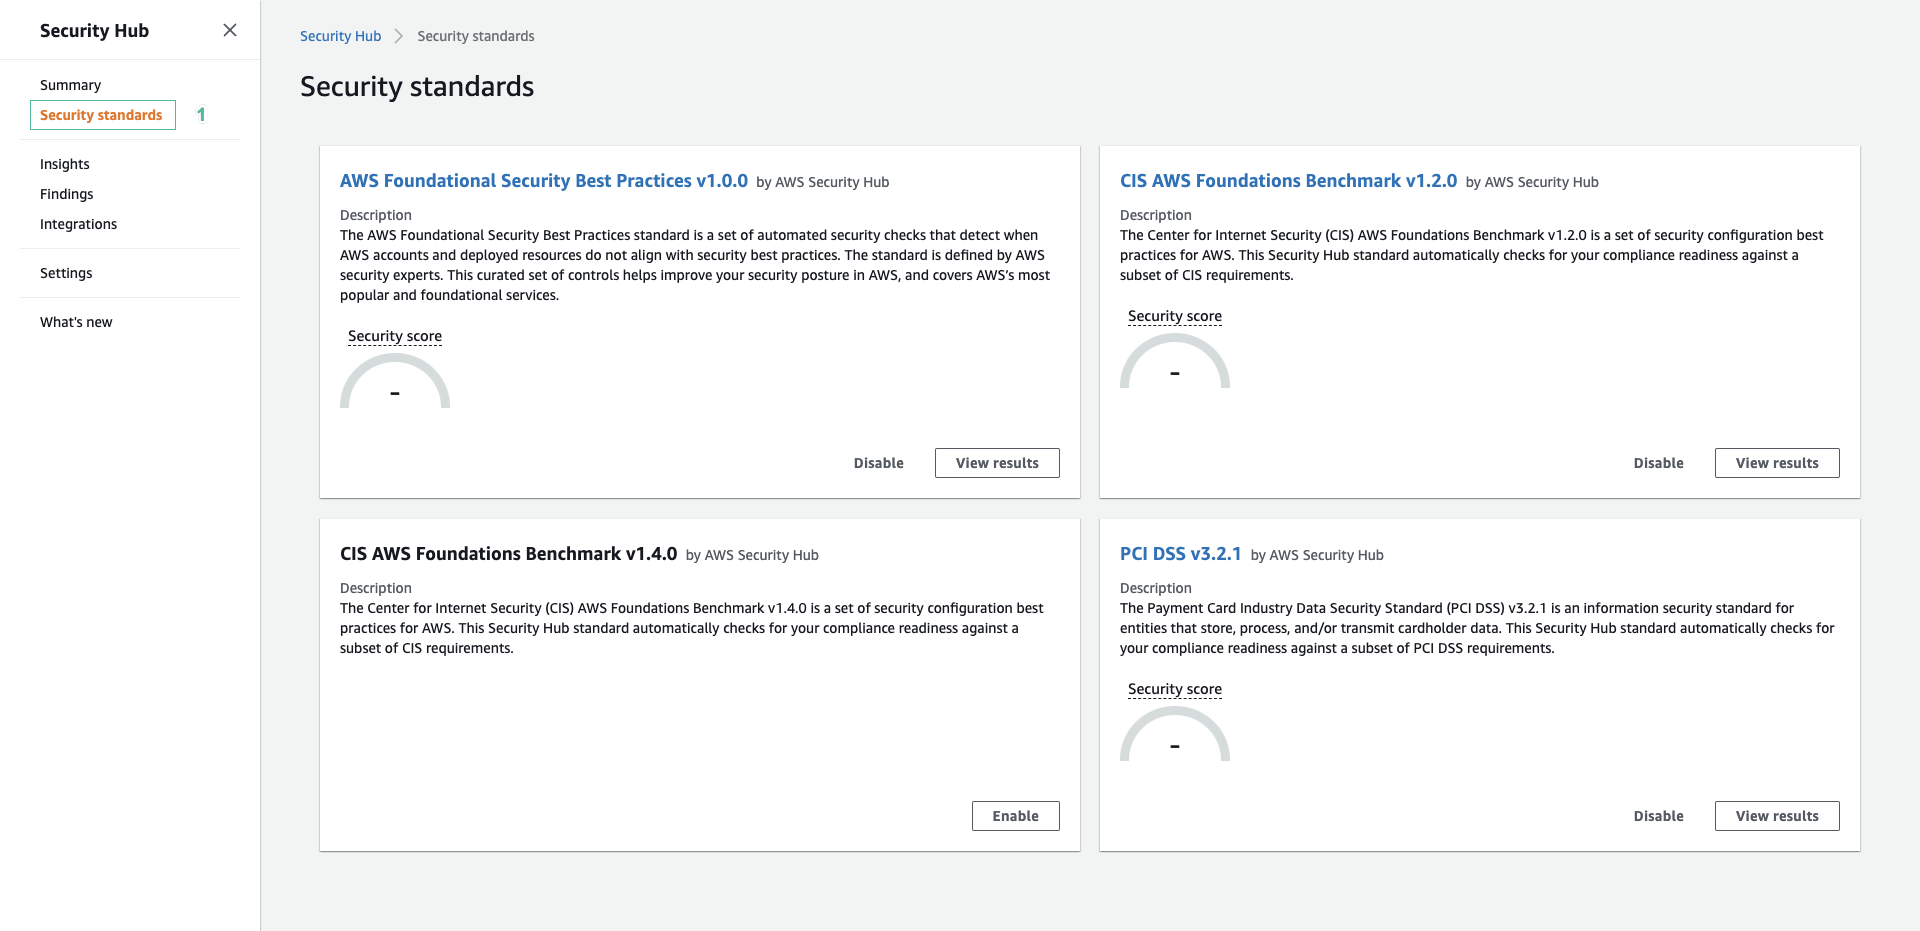 Security Hub
Summary
Security standards 1
Insights
Findings
Integrations
Settings
What's new
Security Hub > Security standards
Security standards
AWS Foundational Security Best Practices v1.0.0 by AWS Security Hub
Description
The AWS Foundational Security Best Practices standard is a set of automated security checks that detect when
AWS accounts and deployed resources do not align with security best practices. The standard is defined by AWS
security experts. This curated set of controls helps improve your security posture in AWS, and covers AWS's most
popular and foundational services.
Security score
-
Disable View results
CIS AWS Foundations Benchmark v1.2.0 by AWS Security Hub
Description
The Center for Internet Security (CIS) AWS Foundations Benchmark v1.2.0 is a set of security configuration best
practices for AWS. This Security Hub standard automatically checks for your compliance readiness against a
subset of CIS requirements.
Security score
-
Disable View results
CIS AWS Foundations Benchmark v1.4.0 by AWS Security Hub
Description
The Center for Internet Security (CIS) AWS Foundations Benchmark v1.4.0 is a set of security configuration best
practices for AWS. This Security Hub standard automatically checks for your compliance readiness against a
subset of CIS requirements.
Enable
PCI DSS v3.2.1 by AWS Security Hub
Description
The Payment Card Industry Data Security Standard (PCI DSS) v3.2.1 is an information security standard for
entities that store, process, and/or transmit cardholder data. This Security Hub standard automatically checks for
your compliance readiness against a subset of PCI DSS requirements.
Security score
-
Disable View results